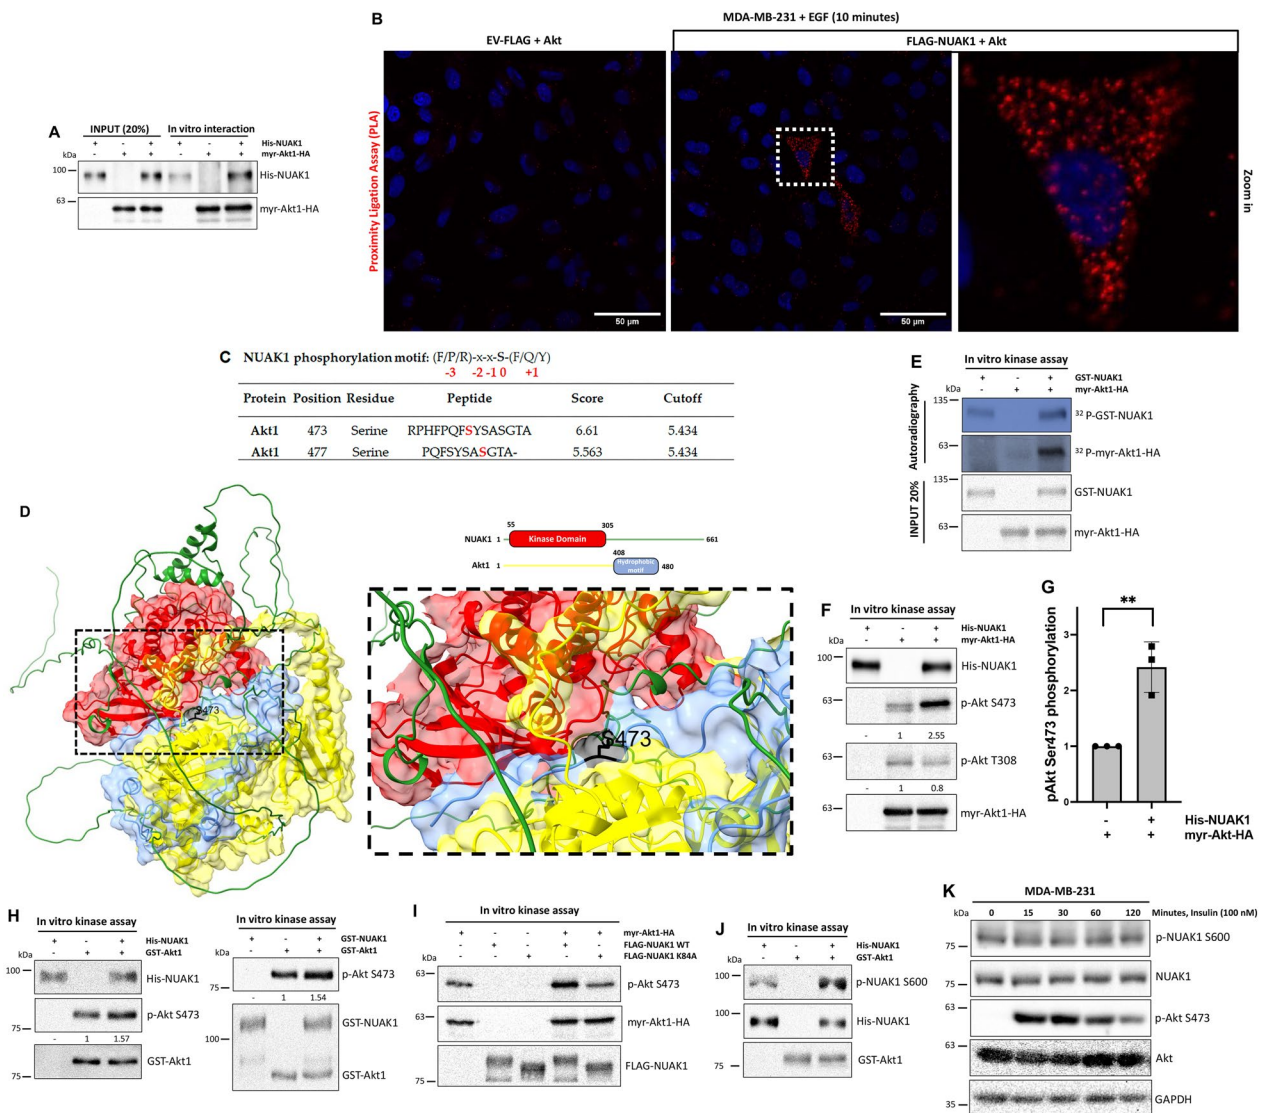 A
INPUT (20%) In vitro interaction
+ - + + - + His-NUAK1
kDa - + + - + + myr-Akt1-HA
100 His-NUAK1
63 myr-Akt1-HA
B
MDA-MB-231 + EGF (10 minutes)
EV-FLAG + Akt
FLAG-NUAK1 + Akt
Proximity Ligation Assay (PLA)
50 µm
50 µm
Zoom in
C NUAK1 phosphorylation motif: (F/P/R)-x-x-S-(F/Q/Y)
-3 -2 -1 0 +1
Protein Position Residue Peptide Score Cutoff
Akt1 473 Serine RPHFPQFSYSASGTA 6.61 5.434
Akt1 477 Serine PQFSYSASGTA- 5.563 5.434
D
S473
55 305
NUAK1 1 Kinase Domain 661
408
Akt1 1 Hydrophobic motif 480
S473
E
In vitro kinase assay
+ - + GST-NUAK1
kDa - + + myr-Akt1-HA
Autoradiography
135 32 P-GST-NUAK1
63 32 P-myr-Akt1-HA
INPUT 20%
135 GST-NUAK1
63 myr-Akt1-HA
F
In vitro kinase assay
+ - + His-NUAK1
kDa - + + myr-Akt1-HA
100 His-NUAK1
63 p-Akt S473
- 1 2.55
63 p-Akt T308
- 1 0.8
63 myr-Akt1-HA
G
**
pAkt Ser473 phosphorylation
3
2
1
0
- + His-NUAK1
+ + myr-Akt-HA
H
In vitro kinase assay
kDa + - + His-NUAK1
- + + GST-Akt1
100 His-NUAK1
75 p-Akt S473
- 1 1.57
75 GST-Akt1
In vitro kinase assay
+ - + GST-NUAK1
kDa - + + GST-Akt1
75 p-Akt S473
- 1 1.54
100 GST-NUAK1
GST-Akt1
75
I
In vitro kinase assay
+ - - + + myr-Akt1-HA
- + - + - FLAG-NUAK1 WT
kDa - - + - + FLAG-NUAK1 K84A
63 p-Akt S473
63 myr-Akt1-HA
75 FLAG-NUAK1
J
In vitro kinase assay
+ - + His-NUAK1
kDa - + + GST-Akt1
100 p-NUAK1 S600
100 His-NUAK1
75 GST-Akt1
K
MDA-MB-231
kDa 0 15 30 60 120 Minutes, Insulin (100 nM)
75 p-NUAK1 S600
75 NUAK1
63 p-Akt S473
63 Akt
35 GAPDH